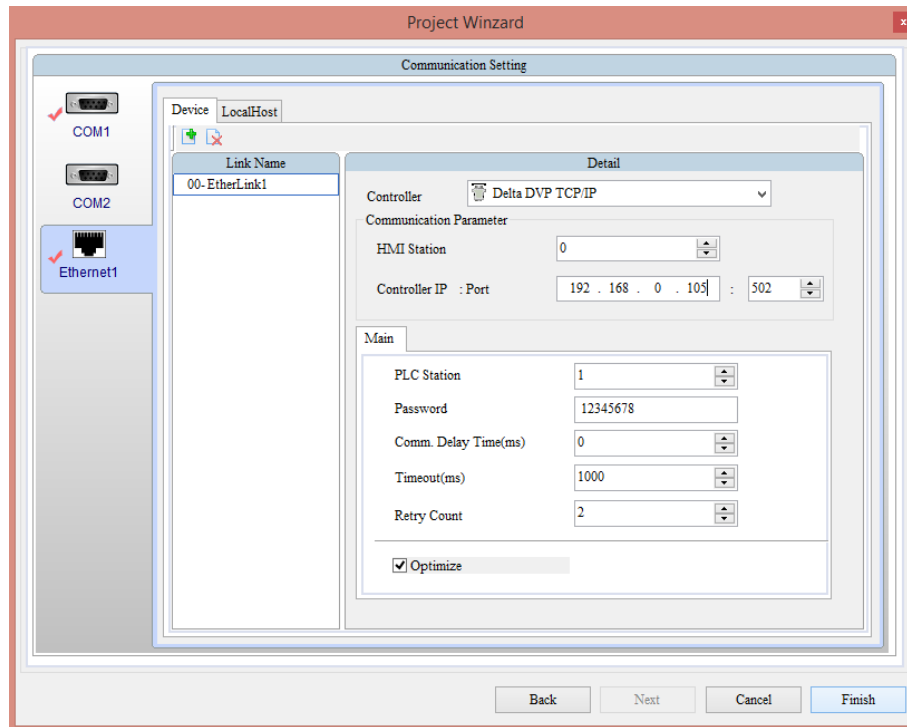 Project Winzard
x
Communication Setting
COM1
COM2
Ethernet1
Device LocalHost
Link Name
00-EtherLink1
Detail
Controller Delta DVP TCP/IP
Communication Parameter
HMI Station 0
Controller IP : Port 192 . 168 . 0 . 105 : 502
Main
PLC Station 1
Password 12345678
Comm. Delay Time(ms) 0
Timeout(ms) 1000
Retry Count 2
Optimize
Back Next Cancel Finish